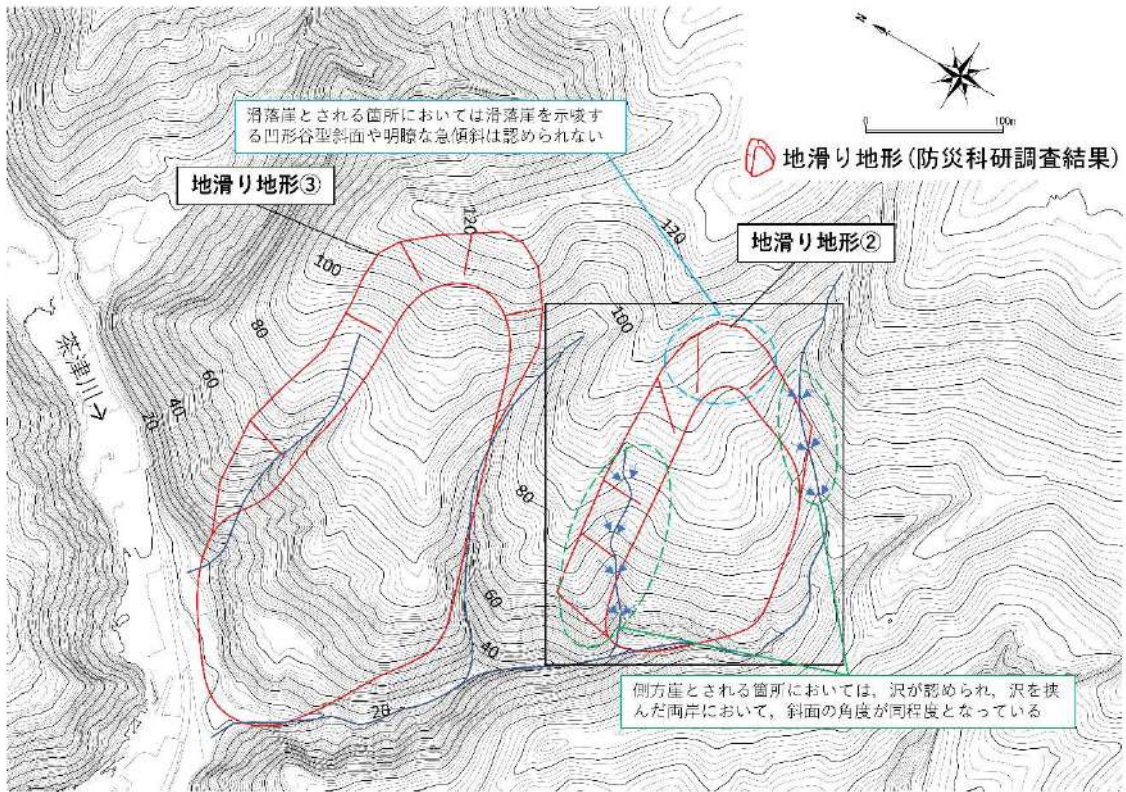 N
0
100m
地滑り地形(防災科研調査結果)
滑落崖とされる箇所においては滑落崖を示唆す
る凹形谷型斜面や明瞭な急傾斜は認められない
地滑り地形③
地滑り地形②
120
120
100
100
80
60
40
20
茶津川→
80
60
40
20
側方崖とされる箇所においては，沢が認められ，沢を挟
んだ両岸において，斜面の角度が同程度となっている